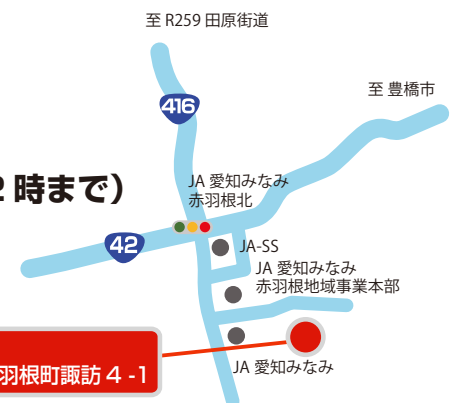 至 R259 田原街道
416
至 豊橋市
時まで）
JA 愛知みなみ
赤羽根北
42
JA-SS
JA 愛知みなみ
赤羽根地域事業本部
羽根町諏訪 4 -1
JA 愛知みなみ